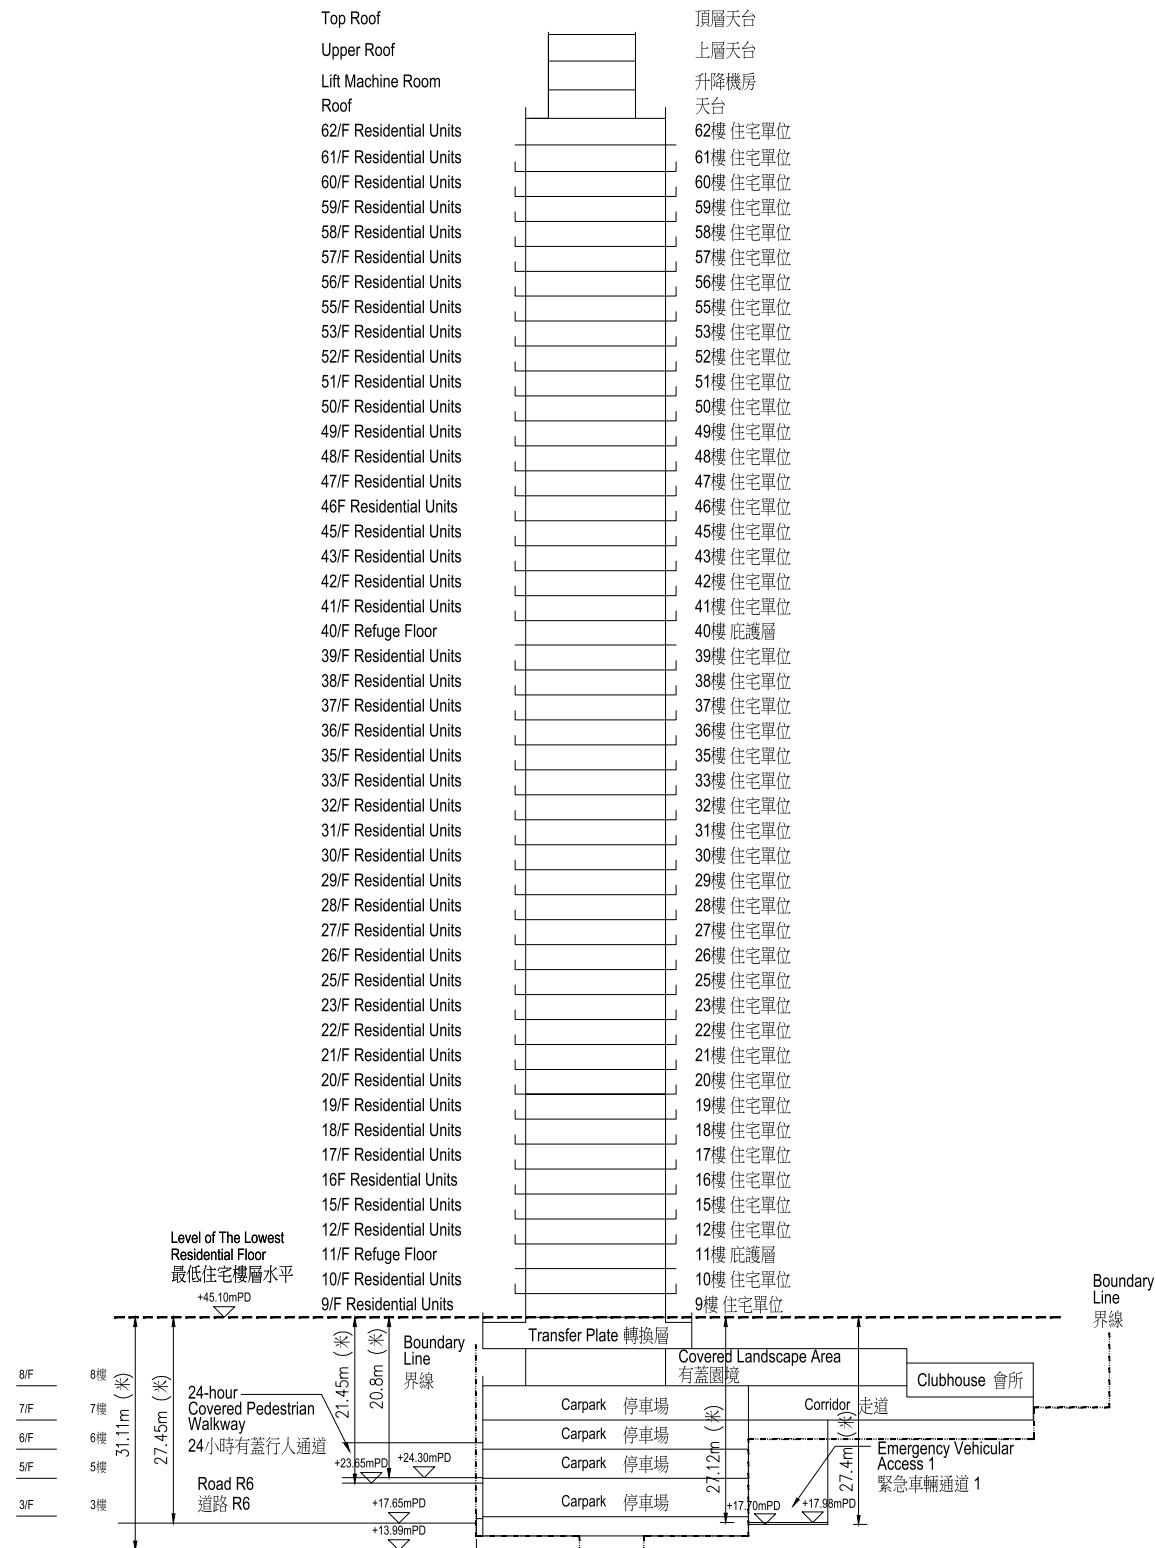 Top Roof 頂層天台
Upper Roof 上層天台
Lift Machine Room 升降機房
Roof 天台
62/F Residential Units 62樓 住宅單位
61/F Residential Units 61樓 住宅單位
60/F Residential Units 60樓 住宅單位
59/F Residential Units 59樓 住宅單位
58/F Residential Units 58樓 住宅單位
57/F Residential Units 57樓 住宅單位
56/F Residential Units 56樓 住宅單位
55/F Residential Units 55樓 住宅單位
53/F Residential Units 53樓 住宅單位
52/F Residential Units 52樓 住宅單位
51/F Residential Units 51樓 住宅單位
50/F Residential Units 50樓 住宅單位
49/F Residential Units 49樓 住宅單位
48/F Residential Units 48樓 住宅單位
47/F Residential Units 47樓 住宅單位
46F Residential Units 46樓 住宅單位
45/F Residential Units 45樓 住宅單位
43/F Residential Units 43樓 住宅單位
42/F Residential Units 42樓 住宅單位
41/F Residential Units 41樓 住宅單位
40/F Refuge Floor 40樓 庇護層
39/F Residential Units 39樓 住宅單位
38/F Residential Units 38樓 住宅單位
37/F Residential Units 37樓 住宅單位
36/F Residential Units 36樓 住宅單位
35/F Residential Units 35樓 住宅單位
33/F Residential Units 33樓 住宅單位
32/F Residential Units 32樓 住宅單位
31/F Residential Units 31樓 住宅單位
30/F Residential Units 30樓 住宅單位
29/F Residential Units 29樓 住宅單位
28/F Residential Units 28樓 住宅單位
27/F Residential Units 27樓 住宅單位
26/F Residential Units 26樓 住宅單位
25/F Residential Units 25樓 住宅單位
23/F Residential Units 23樓 住宅單位
22/F Residential Units 22樓 住宅單位
21/F Residential Units 21樓 住宅單位
20/F Residential Units 20樓 住宅單位
19/F Residential Units 19樓 住宅單位
18/F Residential Units 18樓 住宅單位
17/F Residential Units 17樓 住宅單位
16F Residential Units 16樓 住宅單位
15/F Residential Units 15樓 住宅單位
12/F Residential Units 12樓 住宅單位
11/F Refuge Floor 11樓 庇護層
10/F Residential Units 10樓 住宅單位
9/F Residential Units 9樓 住宅單位
Level of The Lowest
Residential Floor
最低住宅樓層水平
+45.10mPD
Boundary
Line
界線
Transfer Plate 轉換層
Boundary
Line
界線
Covered Landscape Area
有蓋園境
Clubhouse 會所
8/F 8樓
7/F 7樓
6/F 6樓
5/F 5樓
3/F 3樓
31.11m (米)
27.45m (米)
21.45m (米)
20.8m (米)
27.12m (米)
27.4m (米)
24-hour
Covered Pedestrian
Walkway
24小時有蓋行人通道
Carpark 停車場
Corridor 走道
Carpark 停車場
Carpark 停車場
Carpark 停車場
Emergency Vehicular
Access 1
緊急車輛通道 1
+23.65mPD
+24.30mPD
Road R6
道路 R6
+17.65mPD
+13.99mPD
+17.70mPD
+17.98mPD